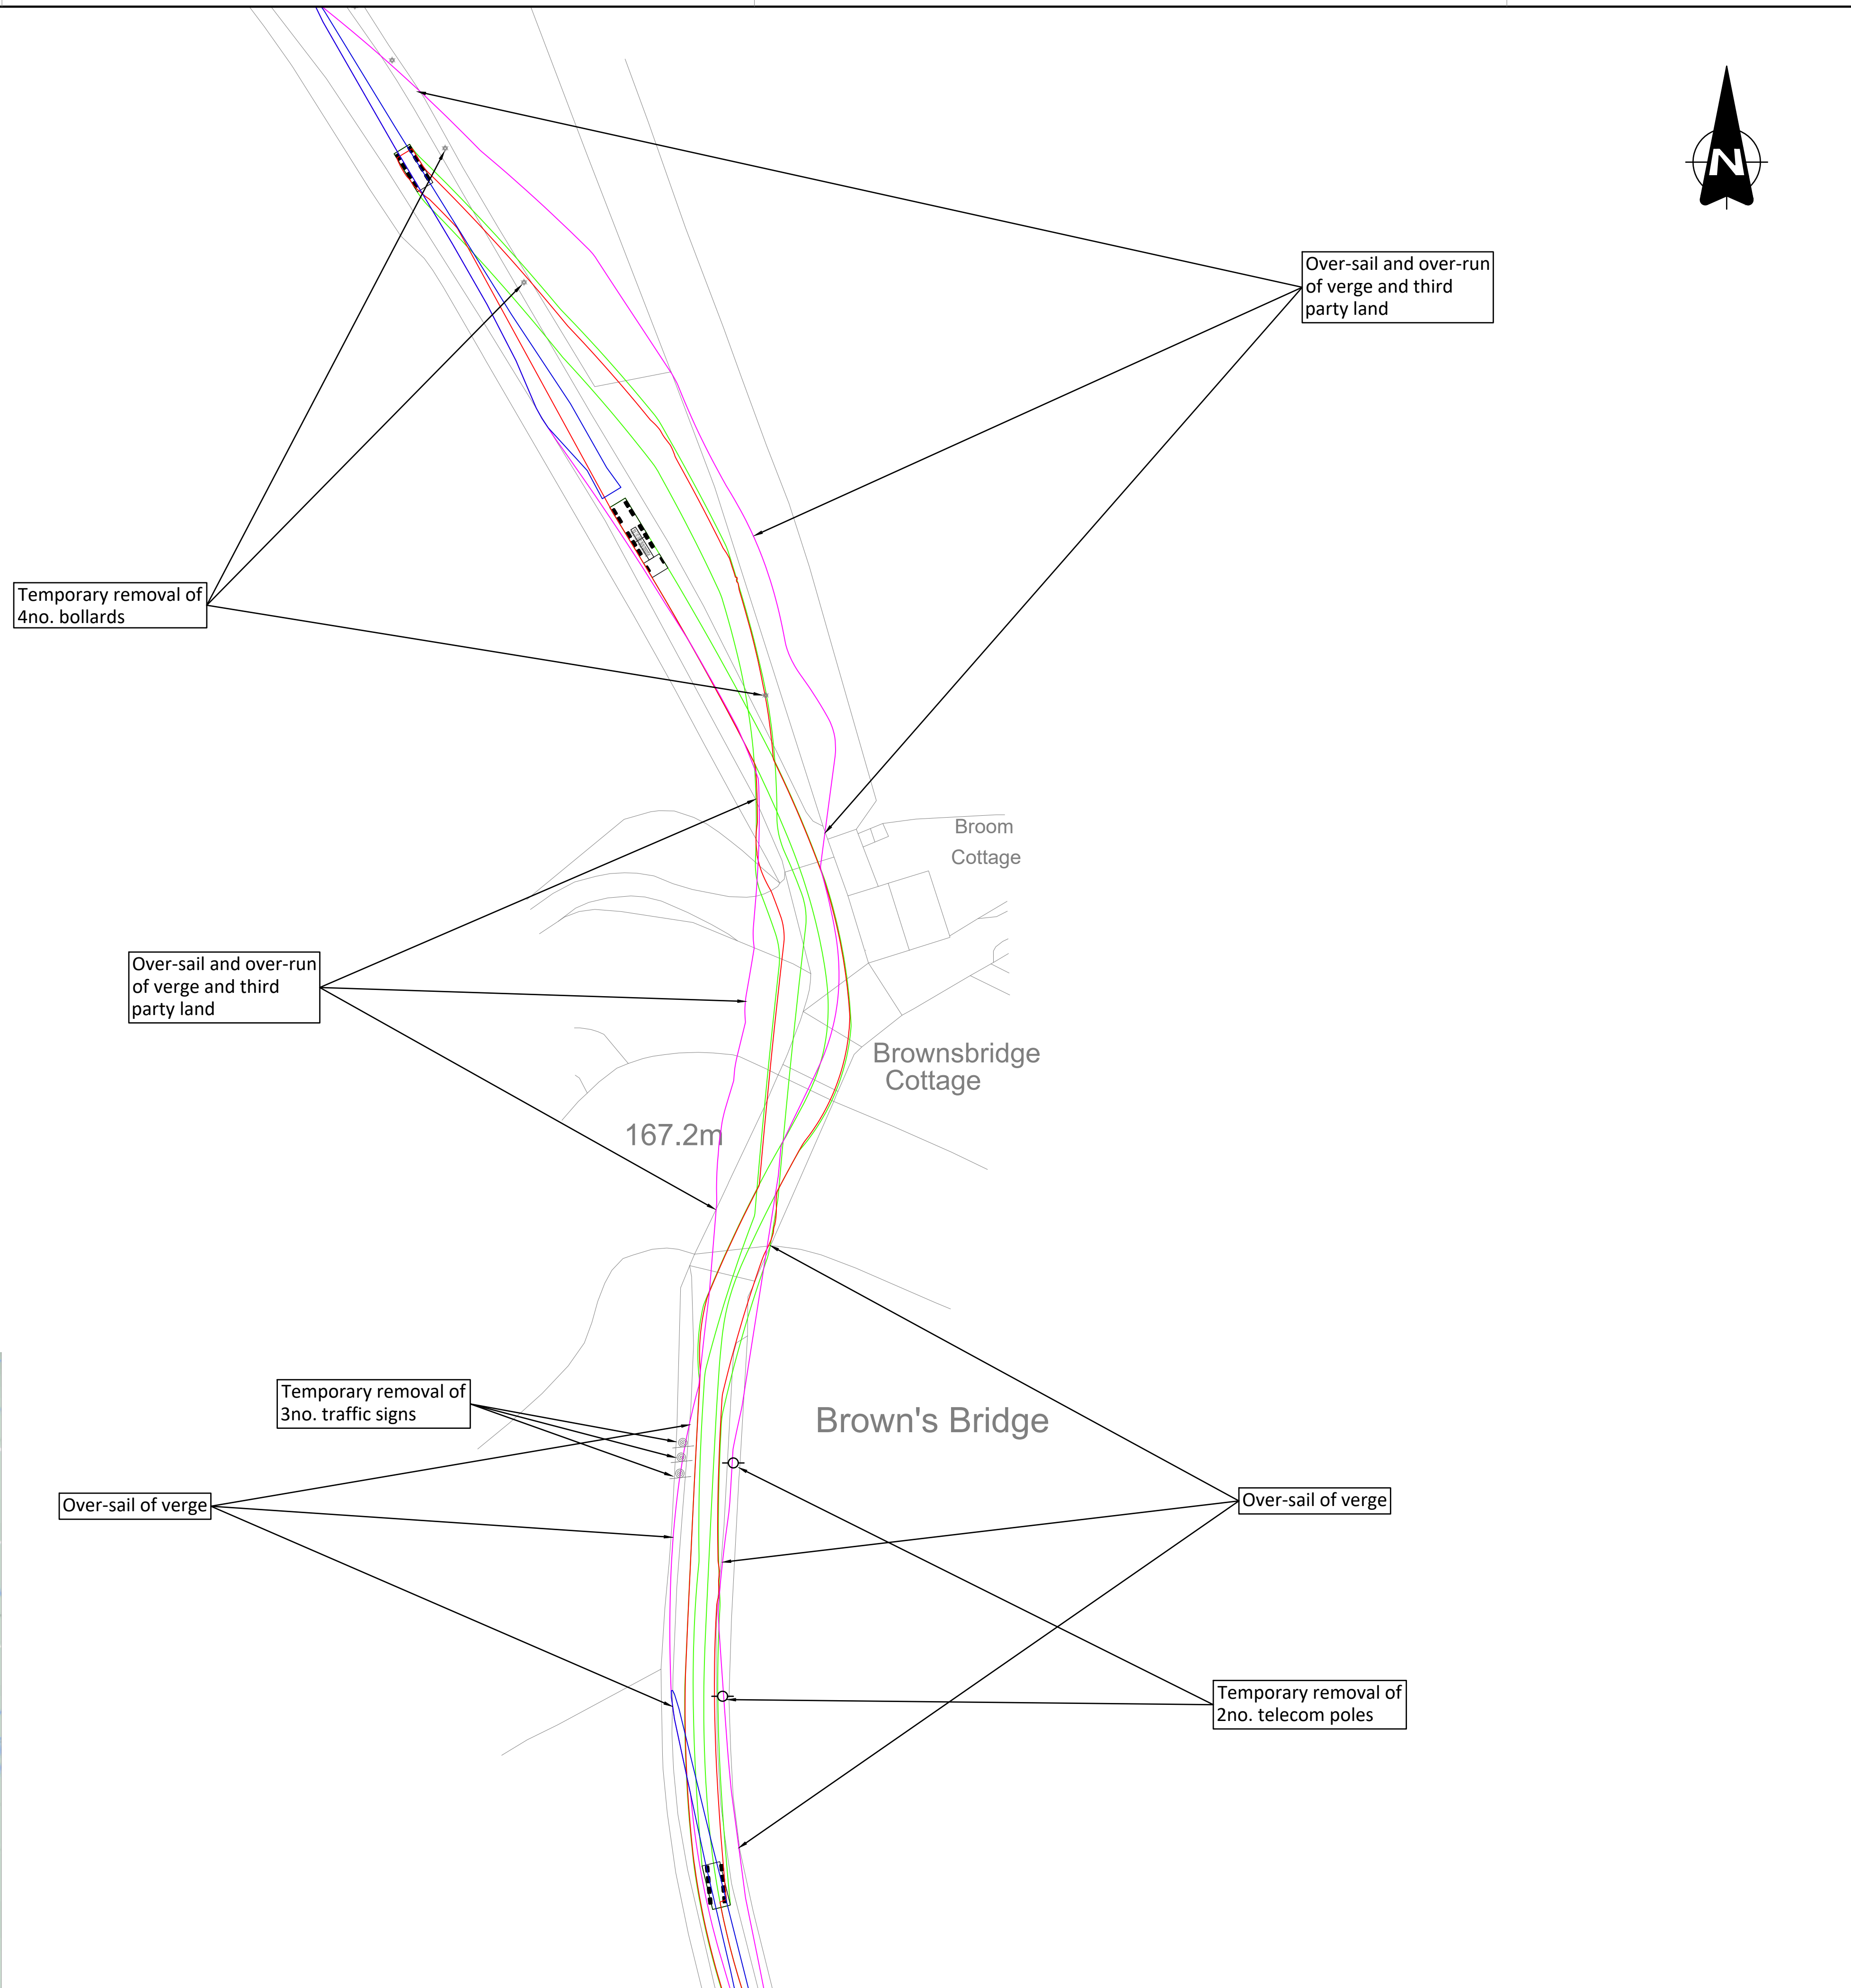 N
Over-sail and over-run
of verge and third
party land
Temporary removal of
4no. bollards
Broom
Cottage
Over-sail and over-run
of verge and third
party land
Brownsbridge
Cottage
167.2m
Temporary removal of
3no. traffic signs
Brown's Bridge
Over-sail of verge
Over-sail of verge
Temporary removal of
2no. telecom poles